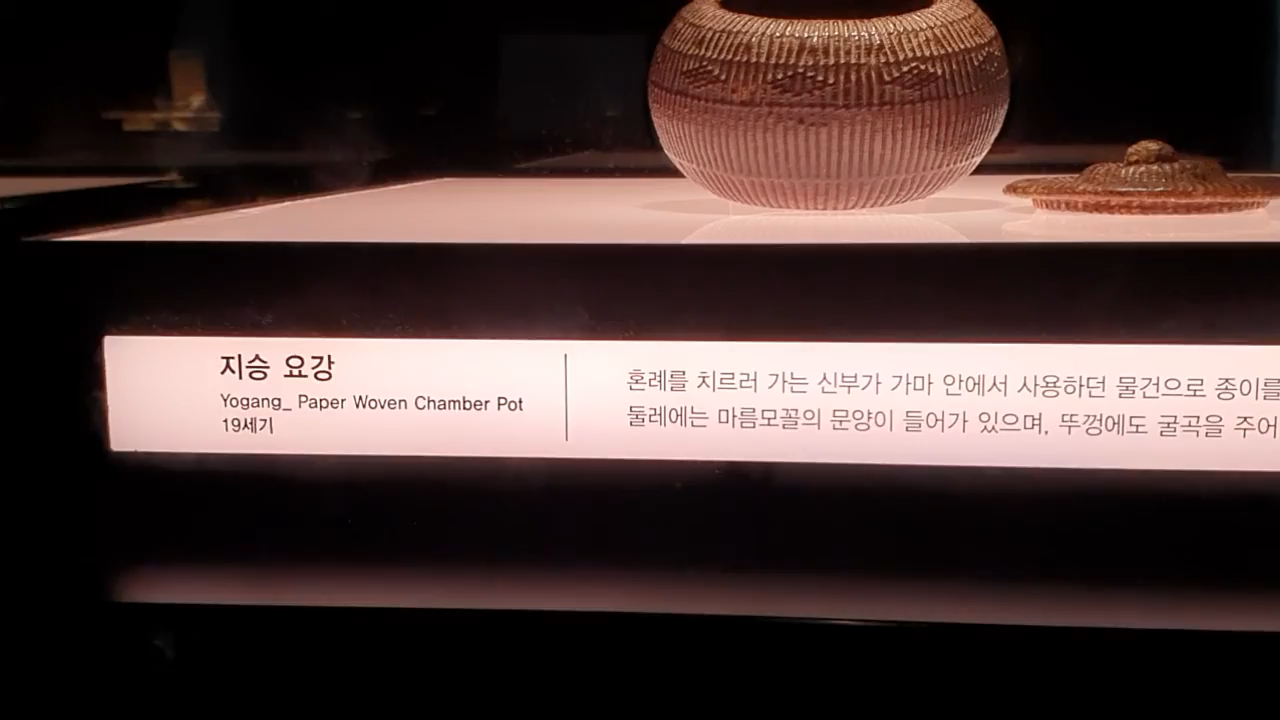 지승 요강
Yogang_ Paper Woven Chamber Pot
19세기
혼례를 치르러 가는 신부가 가마 안에서 사용하던 물건으로 종이를
둘레에는 마름모꼴의 문양이 들어가 있으며, 뚜껑에도 굴곡을 주어